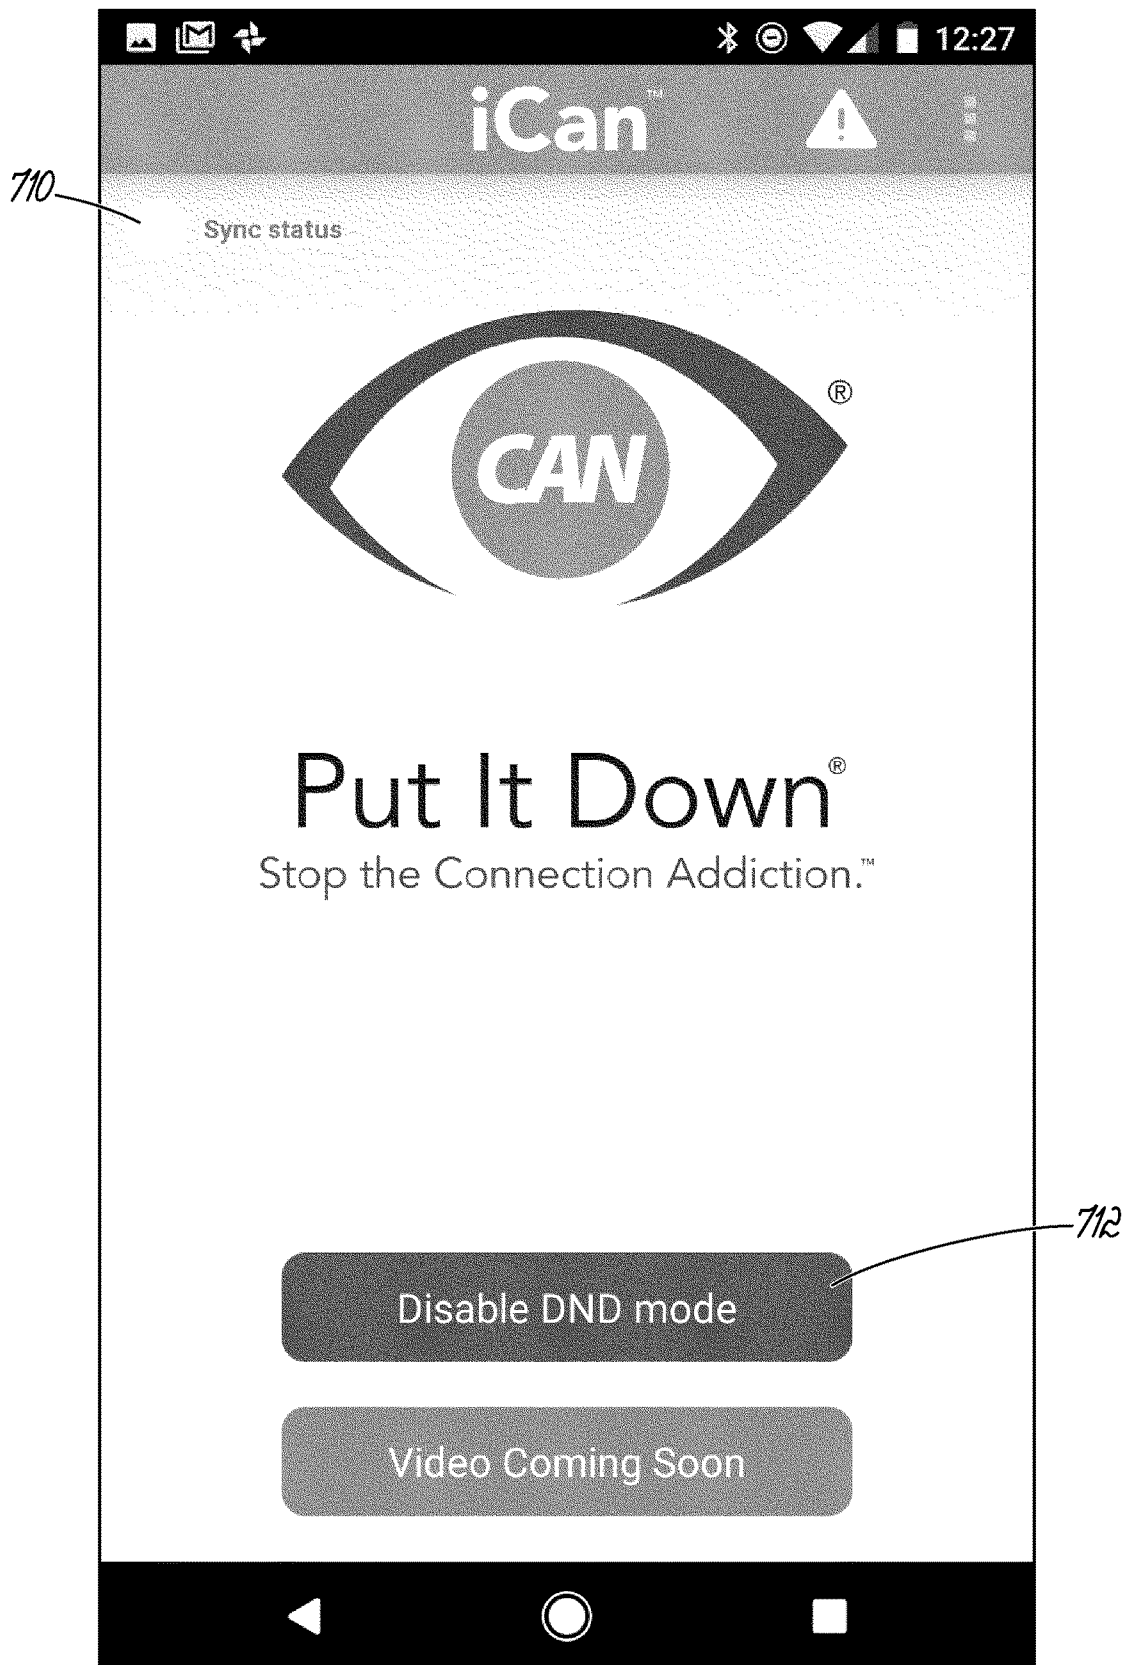 12:27
iCan™
710
Sync status
®
CAN
Put It Down®
Stop the Connection Addiction.™
712
Disable DND mode
Video Coming Soon